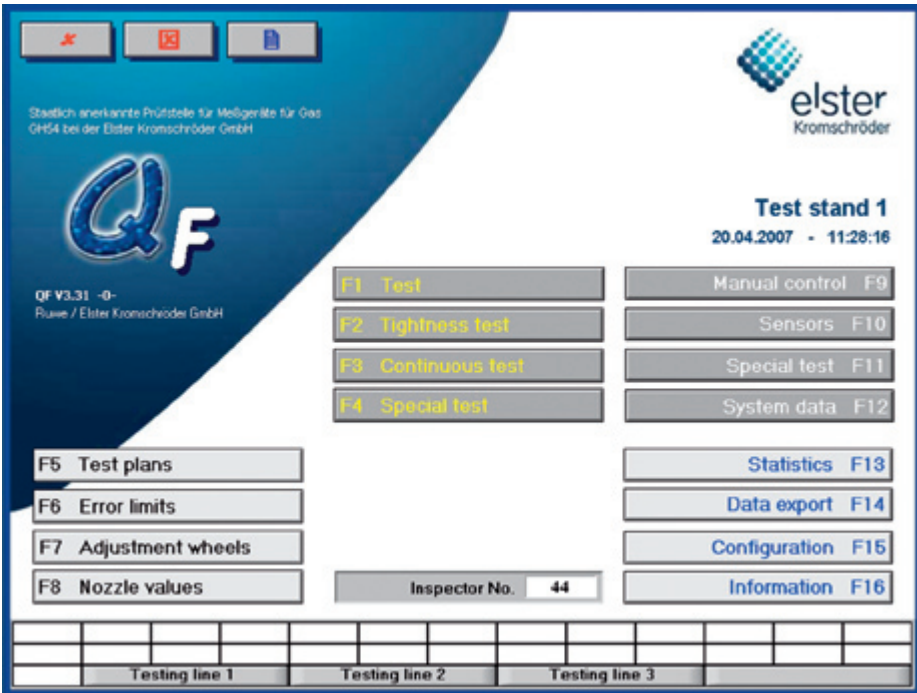 Staatlich anerkannte Prüfstelle für Meßgeräte für Gas
GH54 bei der Elster Kromschröder GmbH
elster
Kromschröder
QF
Test stand 1
20.04.2007 - 11:28:16
QF V3.31 -0-
Ruwe / Elster Kromschröder GmbH
F1 Test
F2 Tightness test
F3 Continuous test
F4 Special test
Manual control F9
Sensors F10
Special test F11
System data F12
F5 Test plans
F6 Error limits
F7 Adjustment wheels
F8 Nozzle values
Statistics F13
Data export F14
Configuration F15
Information F16
Inspector No. 44
Testing line 1 Testing line 2 Testing line 3